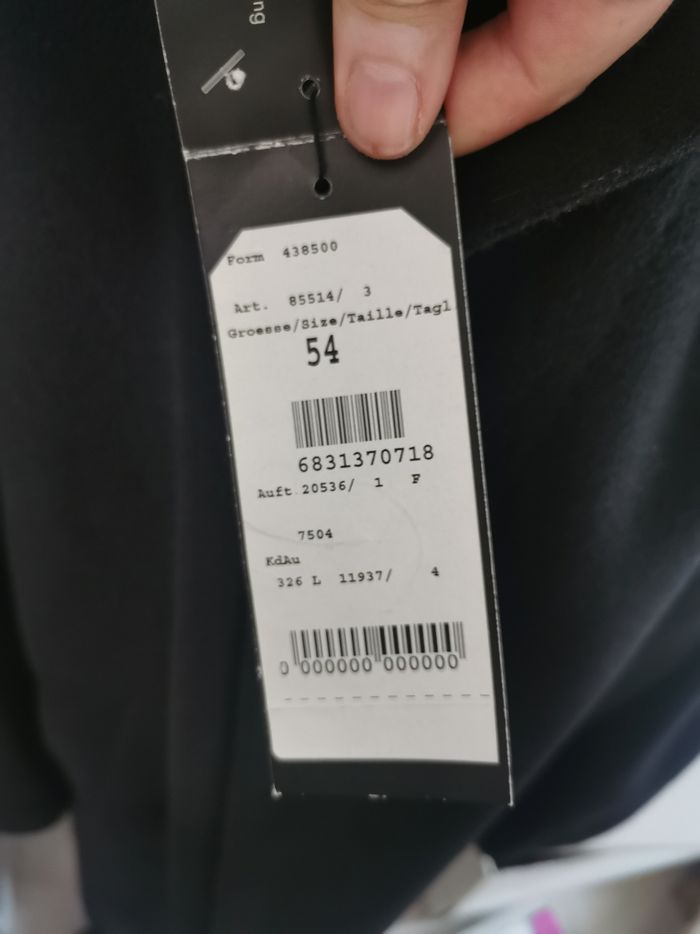 ng
Form 438500
Art. 85514/ 3
Groesse/Size/Taille/Tagl
54
6831370718
Auft.20536/ 1 F
7504
KdAu
326 L 11937/ 4
0 000000 000000